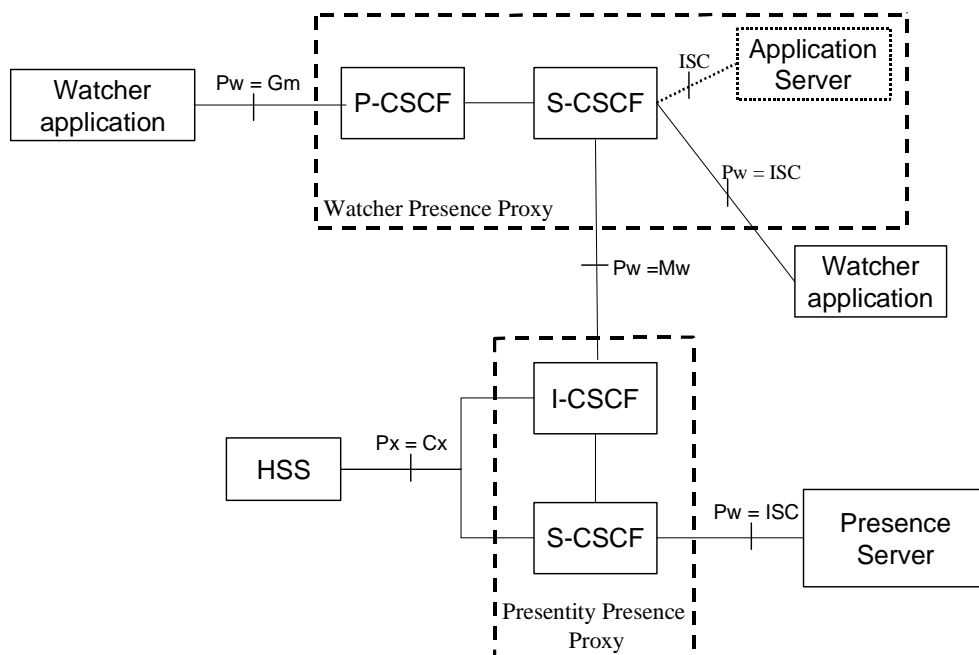 Watcher
application
Pw = Gm
P-CSCF
S-CSCF
ISC
Application
Server
Pw = ISC
Watcher Presence Proxy
Watcher
application
Pw =Mw
I-CSCF
HSS
Px = Cx
S-CSCF
Pw = ISC
Presence
Server
Presentity Presence
Proxy